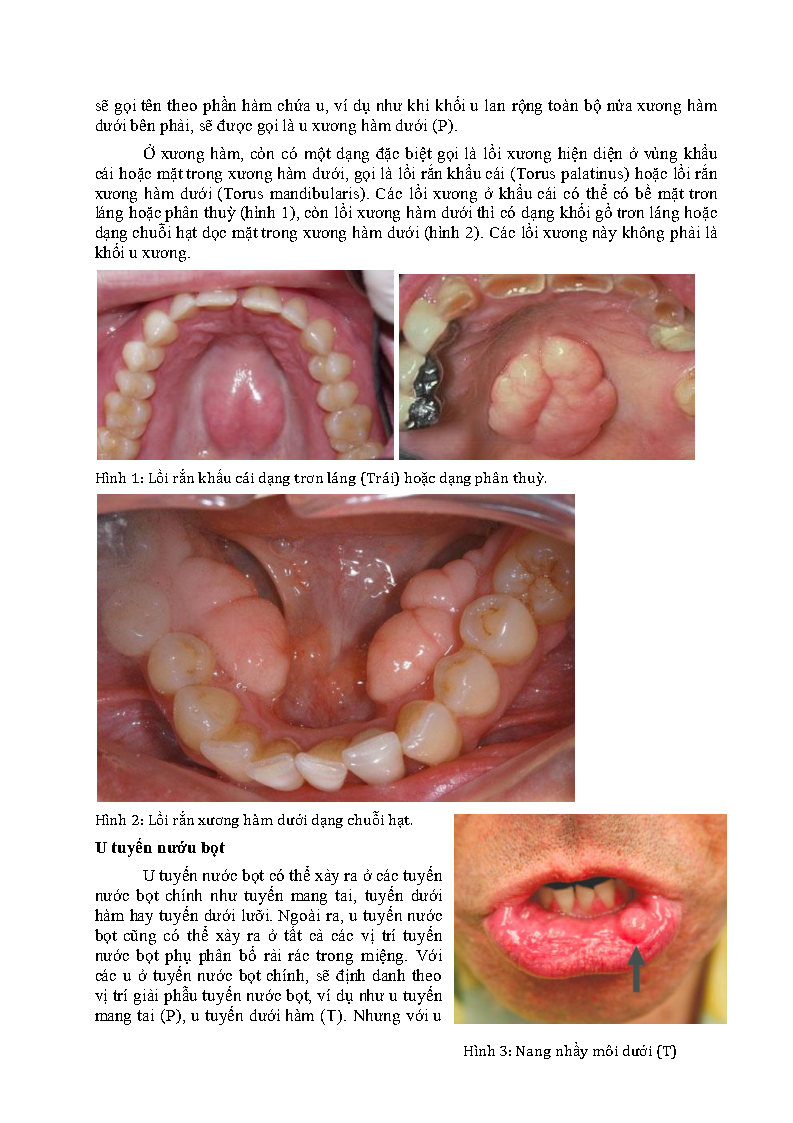 sẽ gọi tên theo phần hàm chứa u, ví dụ như khi khối u lan rộng toàn bộ nửa xương hàm
dưới bên phải, sẽ được gọi là u xương hàm dưới (P).
Ở xương hàm, còn có một dạng đặc biệt gọi là lồi xương hiện diện ở vùng khẩu
cái hoặc mặt trong xương hàm dưới, gọi là lồi rắn khẩu cái (Torus palatinus) hoặc lồi rắn
xương hàm dưới (Torus mandibularis). Các lồi xương ở khẩu cái có thể có bề mặt trơn
láng hoặc phân thuỳ (hình 1), còn lồi xương hàm dưới thì có dạng khối gồ trơn láng hoặc
dạng chuỗi hạt dọc mặt trong xương hàm dưới (hình 2). Các lồi xương này không phải là
khối u xương.
Hình 1: Lồi rắn khẩu cái dạng trơn láng (Trái) hoặc dạng phân thuỳ.
Hình 2: Lồi rắn xương hàm dưới dạng chuỗi hạt.
U tuyến nướu bọt
U tuyến nước bọt có thể xảy ra ở các tuyến
nước bọt chính như tuyến mang tai, tuyến dưới
hàm hay tuyến dưới lưỡi. Ngoài ra, u tuyến nước
bọt cũng có thể xảy ra ở tất cả các vị trí tuyến
nước bọt phụ phân bố rải rác trong miệng. Với
các u ở tuyến nước bọt chính, sẽ định danh theo
vị trí giải phẫu tuyến nước bọt, ví dụ như u tuyến
mang tai (P), u tuyến dưới hàm (T). Nhưng với u
Hình 3: Nang nhầy môi dưới (T)